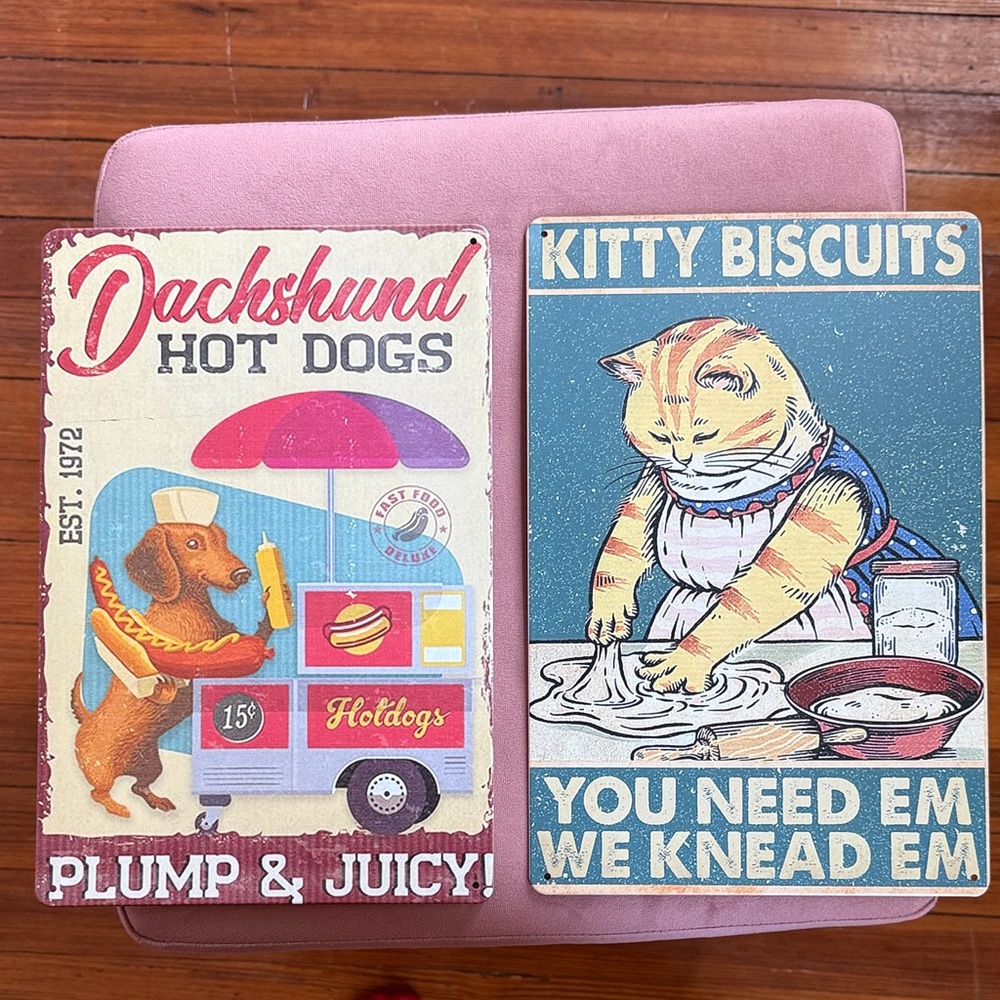 Dachshund
HOT DOGS
EST. 1972
FAST FOOD
DELUXE
15¢
Hotdogs
PLUMP & JUICY!
KITTY BISCUITS
YOU NEED EM
WE KNEAD EM